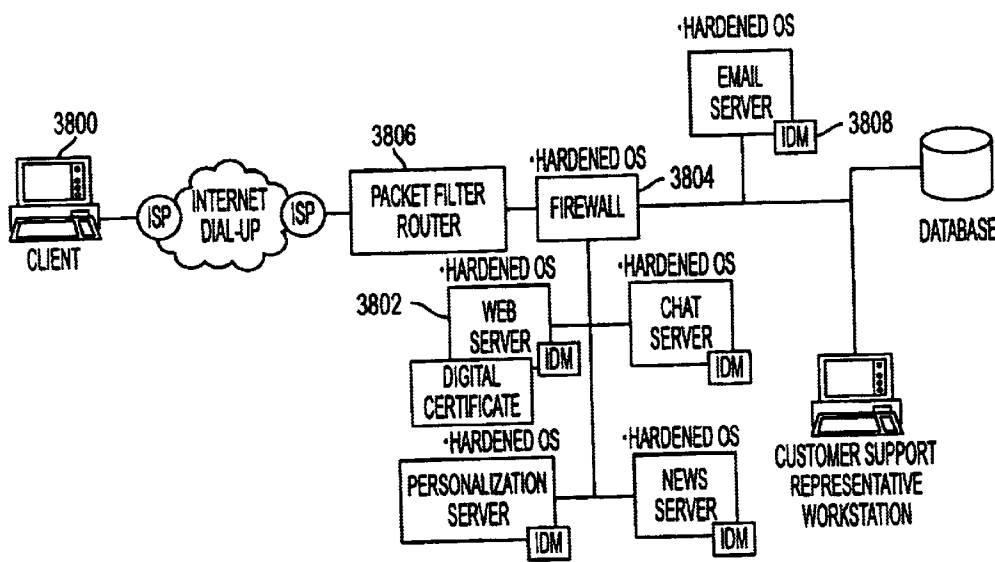 ·HARDENED OS
EMAIL
SERVER
IDM
3808
3800
3806
·HARDENED OS
3804
ISP
INTERNET
DIAL-UP
ISP
PACKET FILTER
ROUTER
FIREWALL
CLIENT
DATABASE
·HARDENED OS
3802
WEB
SERVER
IDM
DIGITAL
CERTIFICATE
·HARDENED OS
CHAT
SERVER
IDM
·HARDENED OS
PERSONALIZATION
SERVER
IDM
·HARDENED OS
NEWS
SERVER
IDM
CUSTOMER SUPPORT
REPRESENTATIVE
WORKSTATION